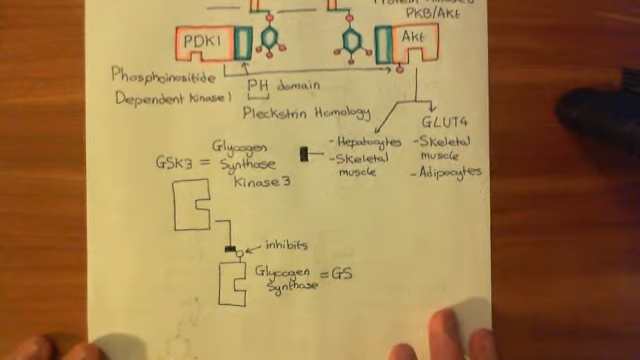 PKB/Akt
PDK1
Akt
Phosphoinositide
Dependent Kinase 1
PH domain
Pleckstrin Homology
GLUT4
- Hepatocytes
- Skeletal
muscle
- Skeletal
muscle
- Adipocytes
GSK3 = Glycogen
Synthase
Kinase 3
inhibits
Glycogen = GS
Synthase